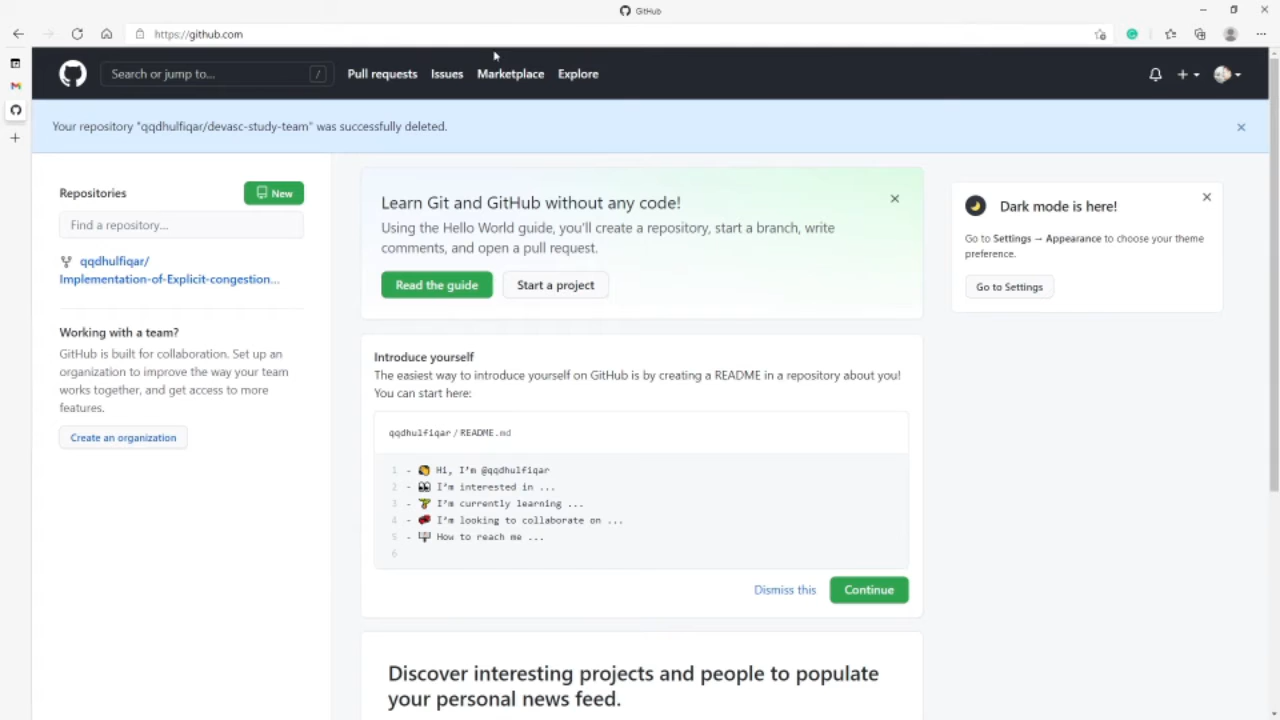 GitHub
https://github.com
Search or jump to...
/
Pull requests
Issues
Marketplace
Explore
Your repository "qqdhulfiqar/devasc-study-team" was successfully deleted.
Repositories
New
Find a repository...
qqdhulfiqar/
Implementation-of-Explicit-congestion...
Working with a team?
GitHub is built for collaboration. Set up an
organization to improve the way your team
works together, and get access to more
features.
Create an organization
Learn Git and GitHub without any code!
Using the Hello World guide, you'll create a repository, start a branch, write
comments, and open a pull request.
Read the guide
Start a project
Introduce yourself
The easiest way to introduce yourself on GitHub is by creating a README in a repository about you!
You can start here:
qqdhulfiqar / README.md
1 - 👋 Hi, I'm @qqdhulfiqar
2 - 👀 I'm interested in ...
3 - 🌱 I'm currently learning ...
4 - 💞️ I'm looking to collaborate on ...
5 - 📫 How to reach me ...
6
Dismiss this
Continue
Discover interesting projects and people to populate
your personal news feed.
Dark mode is here!
Go to Settings → Appearance to choose your theme
preference.
Go to Settings